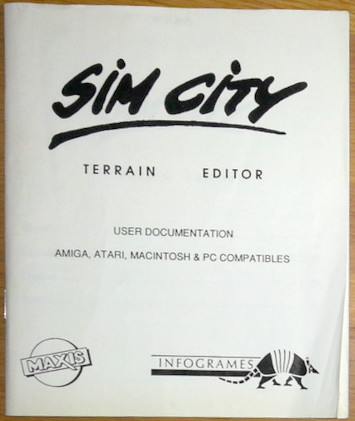 SIM CITY
TERRAIN EDITOR
USER DOCUMENTATION
AMIGA, ATARI, MACINTOSH & PC COMPATIBLES
MAXIS
INFOGRAMES